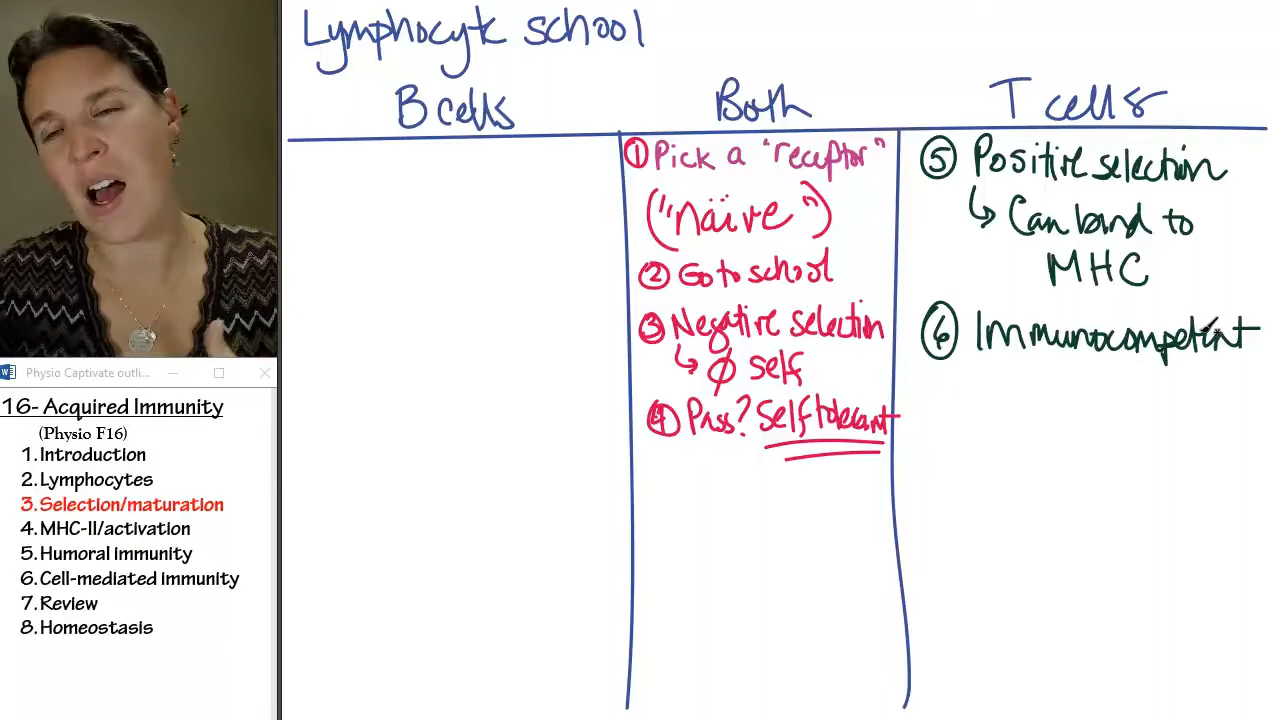 Lymphocyte school
B cells
Both
T cells
① Pick a "receptor"
("naïve")
② Go to school
③ Negative selection
↳ Ø self
④ Pass? Self tolerant
⑤ Positive selection
↳ Can bind to
MHC
⑥ Immunocompetent
Physio Captivate outli...
16- Acquired Immunity
(Physio F16)
1. Introduction
2. Lymphocytes
3. Selection/maturation
4. MHC-II/activation
5. Humoral immunity
6. Cell-mediated immunity
7. Review
8. Homeostasis